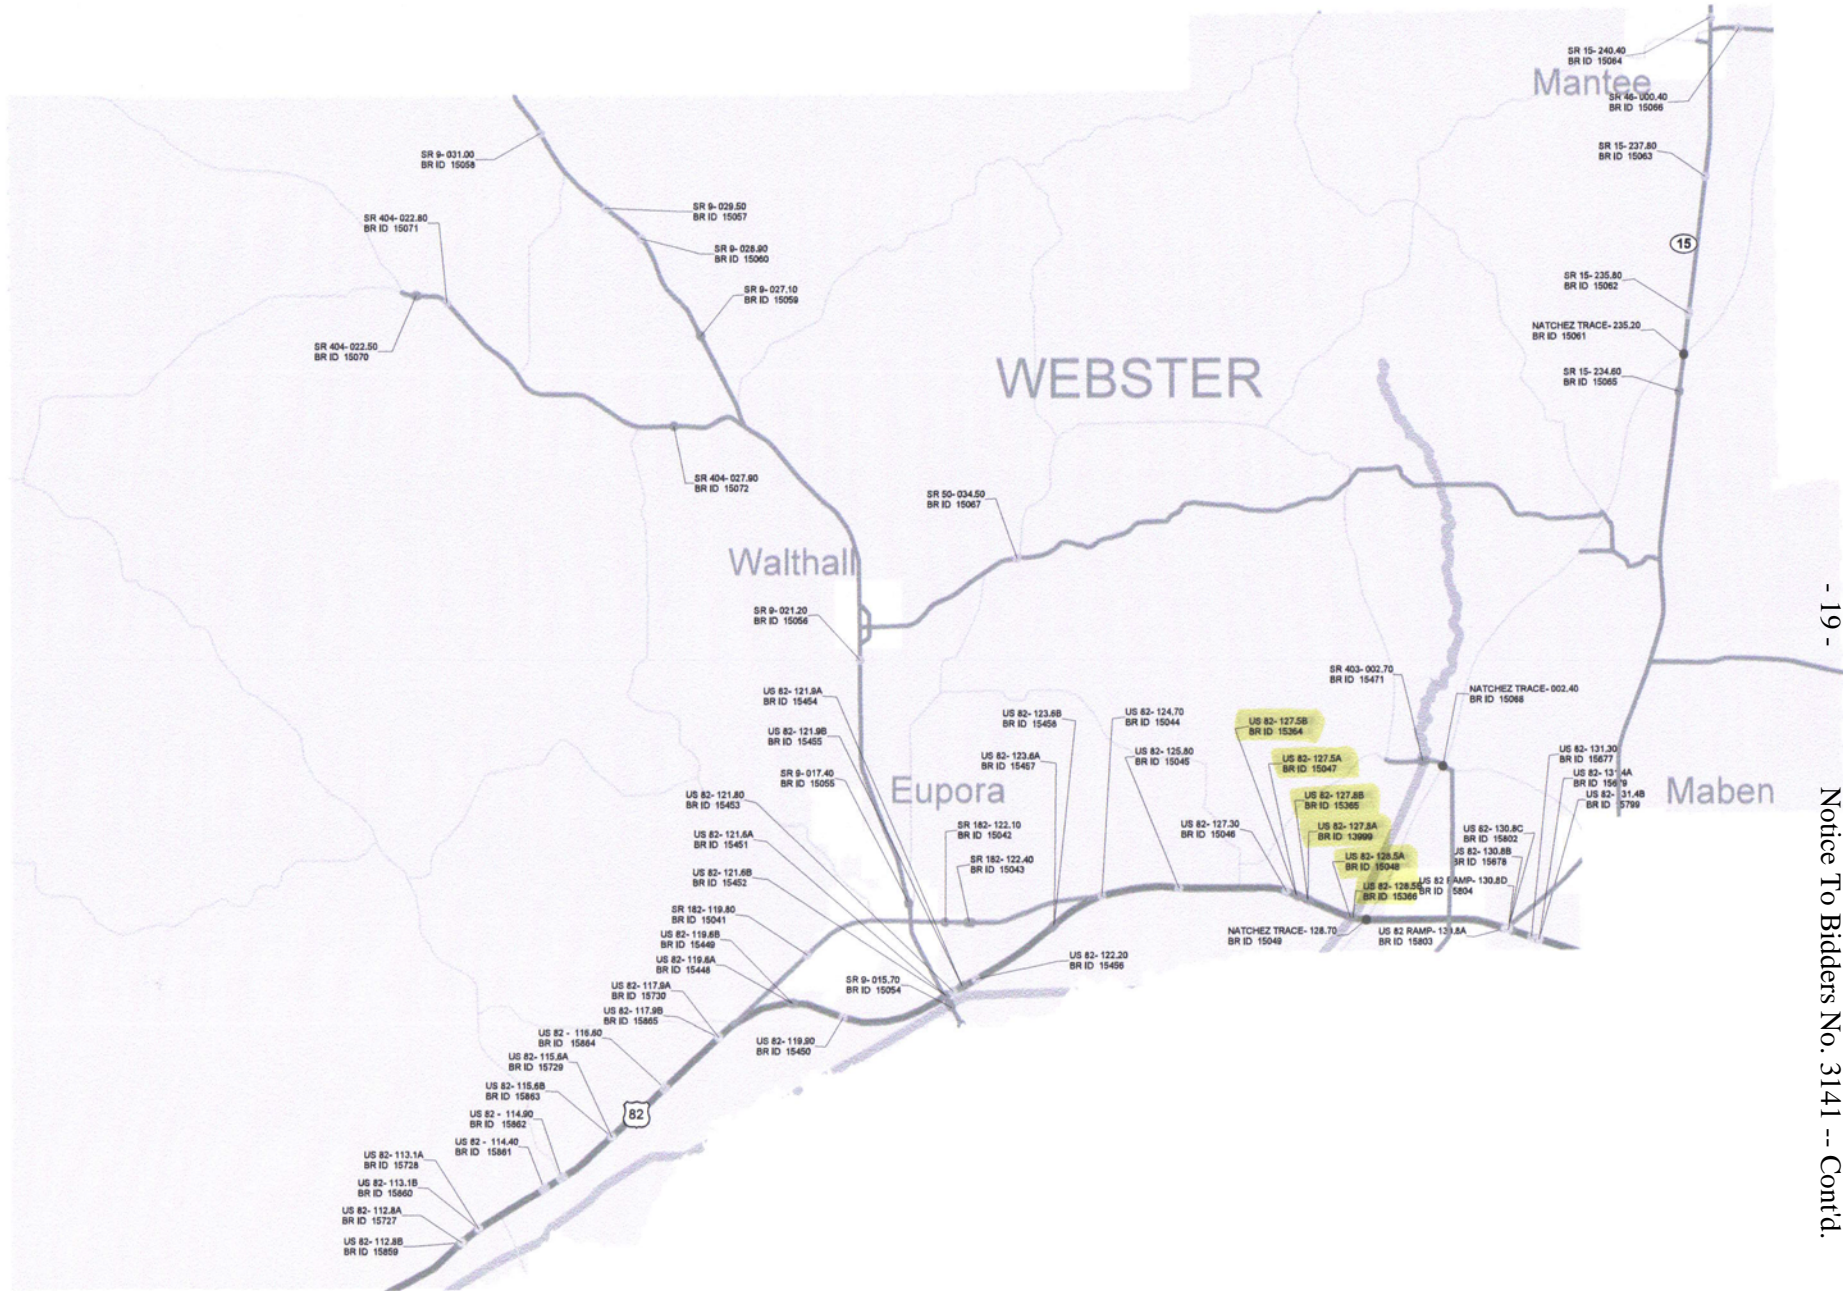 SR 15- 240.40
BR ID 15064
Mantee
SR 46- 000.40
BR ID 15066
SR 15- 237.80
BR ID 15063
SR 9- 031.00
BR ID 15058
SR 9- 029.50
BR ID 15057
SR 404- 022.80
BR ID 15071
SR 9- 028.90
BR ID 15060
15
SR 9- 027.10
BR ID 15059
SR 15- 235.80
BR ID 15062
NATCHEZ TRACE- 235.20
BR ID 15061
SR 404- 022.50
BR ID 15070
SR 15- 234.60
BR ID 15065
WEBSTER
SR 404- 027.90
BR ID 15072
SR 50- 034.50
BR ID 15067
Walthall
SR 9- 021.20
BR ID 15056
SR 403- 002.70
BR ID 15471
NATCHEZ TRACE- 002.40
BR ID 15068
US 82- 121.9A
BR ID 15454
US 82- 121.9B
BR ID 15455
SR 9- 017.40
BR ID 15055
US 82- 123.6B
BR ID 15458
US 82- 123.6A
BR ID 15457
US 82- 124.70
BR ID 15044
US 82- 125.80
BR ID 15045
US 82- 127.5B
BR ID 15364
US 82- 127.5A
BR ID 15047
US 82- 127.8B
BR ID 15365
US 82- 127.8A
BR ID 13999
US 82- 128.5A
BR ID 15048
US 82- 128.5B
BR ID 15366
US 82- 127.30
BR ID 15046
US 82- 131.30
BR ID 15677
US 82- 131.4A
US 82-
Maben
Eupora
US 82- 121.80
BR ID 15453
US 82- 121.6A
BR ID 15451
US 82- 121.6B
BR ID 15452
SR 182- 122.10
BR ID 15042
SR 182- 122.40
BR ID 15043
US 82- 130.8C
BR ID 15802
US 82- 130.8B
BR ID 15678
SR 182- 119.80
BR ID 15041
US 82- 119.6B
BR ID 15449
US 82- 119.6A
BR ID 15448
NATCHEZ TRACE- 128.70
BR ID 15049
BR ID 15803
US 82- 122.20
BR ID 15456
SR 9- 015.70
BR ID 15054
US 82- 117.9A
BR ID 15730
US 82- 117.9B
BR ID 15865
US 82- 119.90
BR ID 15450
US 82 - 116.60
BR ID 15864
US 82- 115.6A
BR ID 15729
US 82- 115.6B
BR ID 15863
82
US 82 - 114.90
BR ID 15862
US 82 - 114.40
BR ID 15861
US 82- 113.1A
BR ID 15728
US 82- 113.1B
BR ID 15860
US 82- 112.8A
BR ID 15727
US 82- 112.8B
BR ID 15859
- 19 -
Notice To Bidders No. 3141 -- Cont'd.